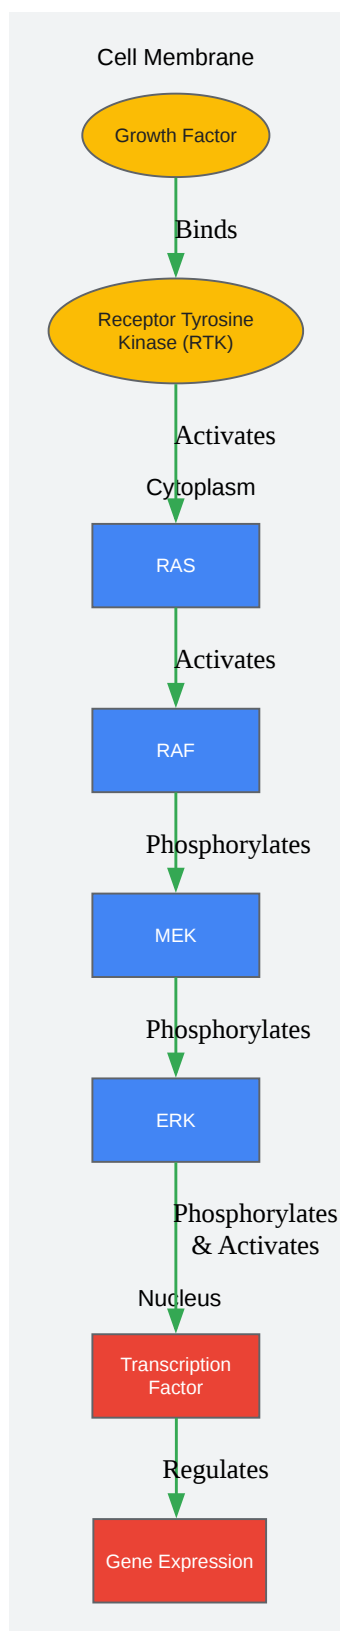 Cell Membrane
Growth Factor
Binds
Receptor Tyrosine
Kinase (RTK)
Activates
Cytoplasm
RAS
Activates
RAF
Phosphorylates
MEK
Phosphorylates
ERK
Phosphorylates
& Activates
Nucleus
Transcription
Factor
Regulates
Gene Expression